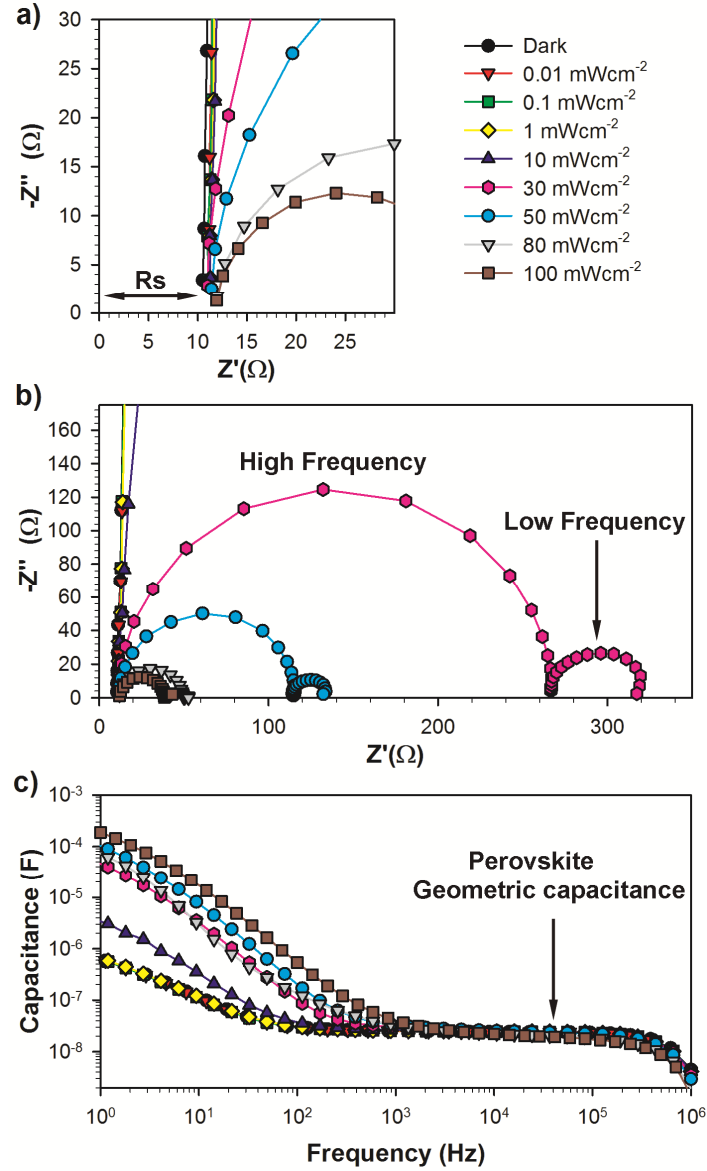 a)
30
25
20
15
10
5
0
-Z'' (Ω)
Rs
0 5 10 15 20 25
Z'(Ω)
Dark
0.01 mWcm-2
0.1 mWcm-2
1 mWcm-2
10 mWcm-2
30 mWcm-2
50 mWcm-2
80 mWcm-2
100 mWcm-2
b)
160
140
120
100
80
60
40
20
0
-Z'' (Ω)
High Frequency
Low Frequency
0 100 200 300
Z'(Ω)
c)
10-3
10-4
10-5
10-6
10-7
10-8
Capacitance (F)
Perovskite
Geometric capacitance
100 101 102 103 104 105 106
Frequency (Hz)